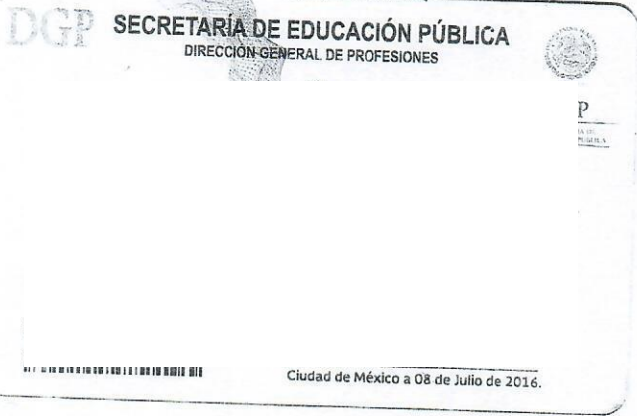 DGP
SECRETARÍA DE EDUCACIÓN PÚBLICA
DIRECCIÓN GENERAL DE PROFESIONES
P
Ciudad de México a 08 de Julio de 2016.